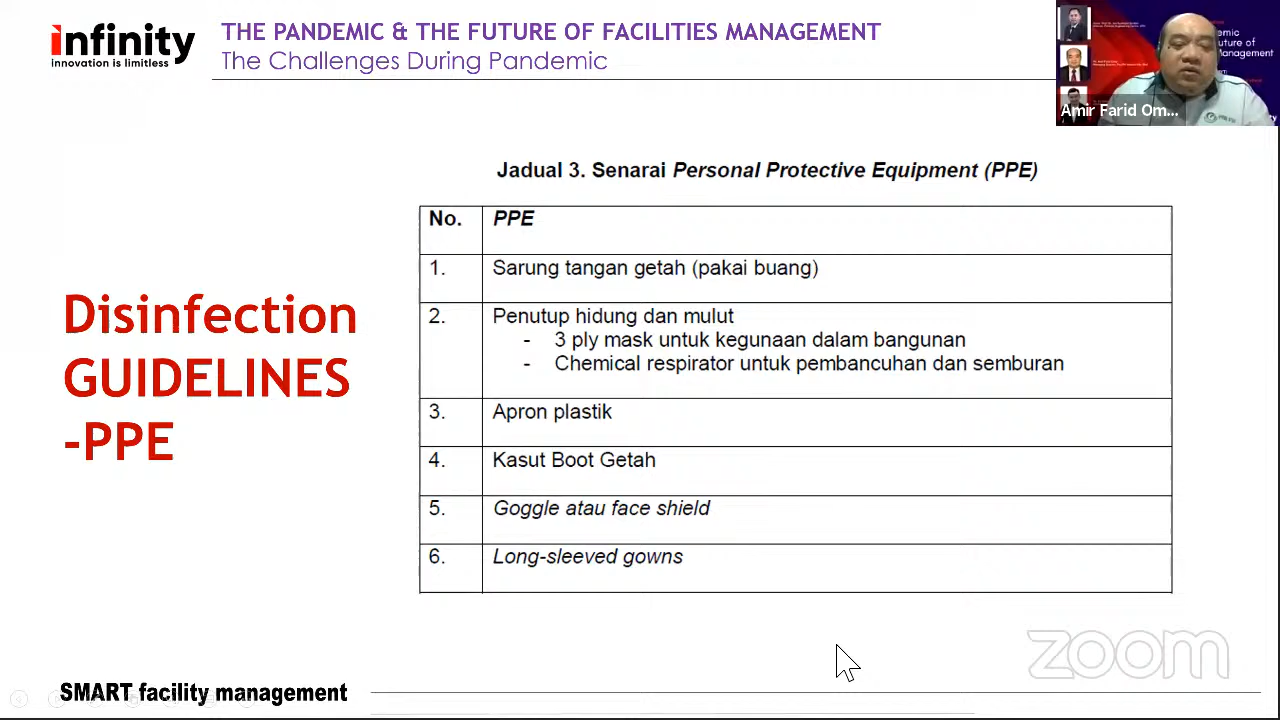 infinity
innovation is limitless
THE PANDEMIC & THE FUTURE OF FACILITIES MANAGEMENT
The Challenges During Pandemic
Amir Farid Om...
Jadual 3. Senarai Personal Protective Equipment (PPE)
No. PPE
1. Sarung tangan getah (pakai buang)
2. Penutup hidung dan mulut
- 3 ply mask untuk kegunaan dalam bangunan
- Chemical respirator untuk pembancuhan dan semburan
3. Apron plastik
4. Kasut Boot Getah
5. Goggle atau face shield
6. Long-sleeved gowns
Disinfection
GUIDELINES
-PPE
zoom
SMART facility management